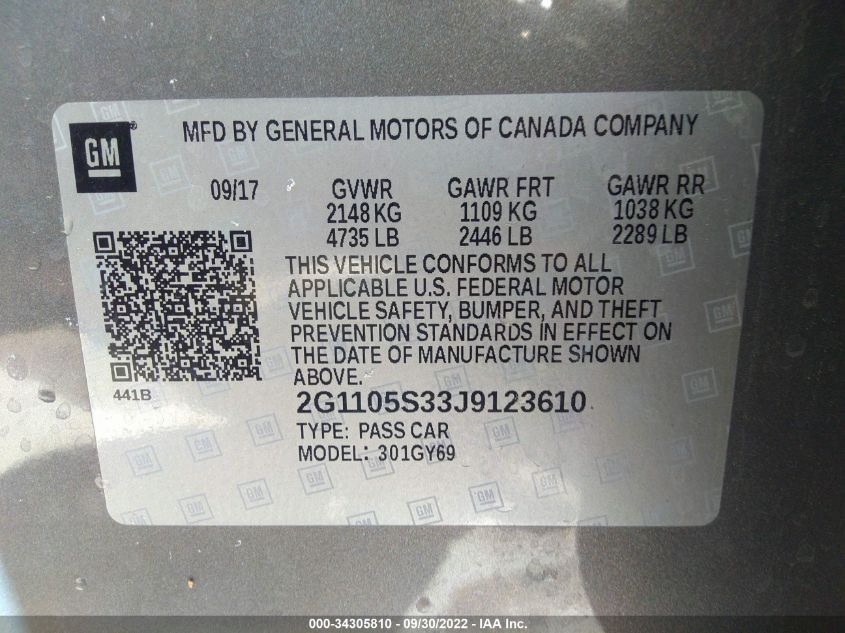 GM
MFD BY GENERAL MOTORS OF CANADA COMPANY
09/17 GVWR GAWR FRT GAWR RR
2148 KG 1109 KG 1038 KG
4735 LB 2446 LB 2289 LB
THIS VEHICLE CONFORMS TO ALL
APPLICABLE U.S. FEDERAL MOTOR
VEHICLE SAFETY, BUMPER, AND THEFT
PREVENTION STANDARDS IN EFFECT ON
THE DATE OF MANUFACTURE SHOWN
ABOVE.
441B
2G1105S33J9123610
TYPE: PASS CAR
MODEL: 301GY69
000-34305810 - 09/30/2022 - IAA Inc.